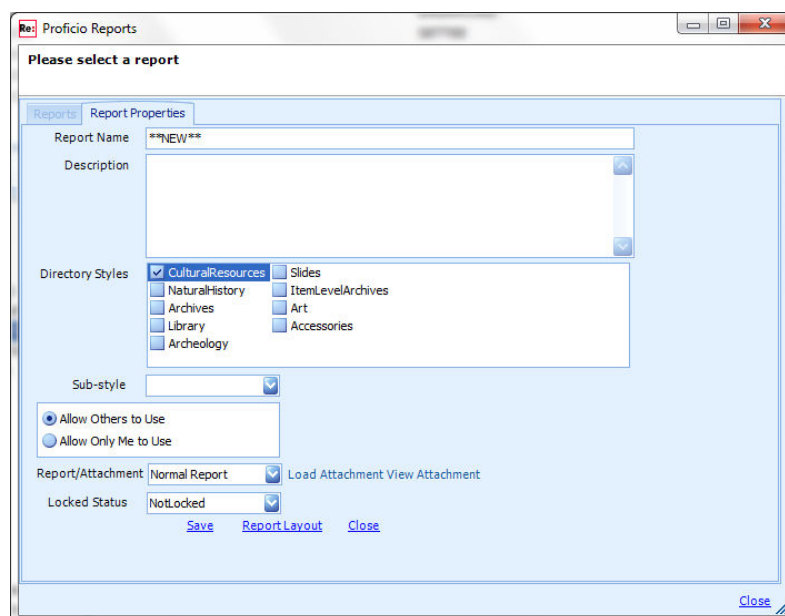 Re: Proficio Reports
Please select a report
Reports Report Properties
Report Name **NEW**
Description
Directory Styles CulturalResources Slides
NaturalHistory ItemLevelArchives
Archives Art
Library Accessories
Archeology
Sub-style
Allow Others to Use
Allow Only Me to Use
Report/Attachment Normal Report Load Attachment View Attachment
Locked Status NotLocked
Save Report Layout Close
Close